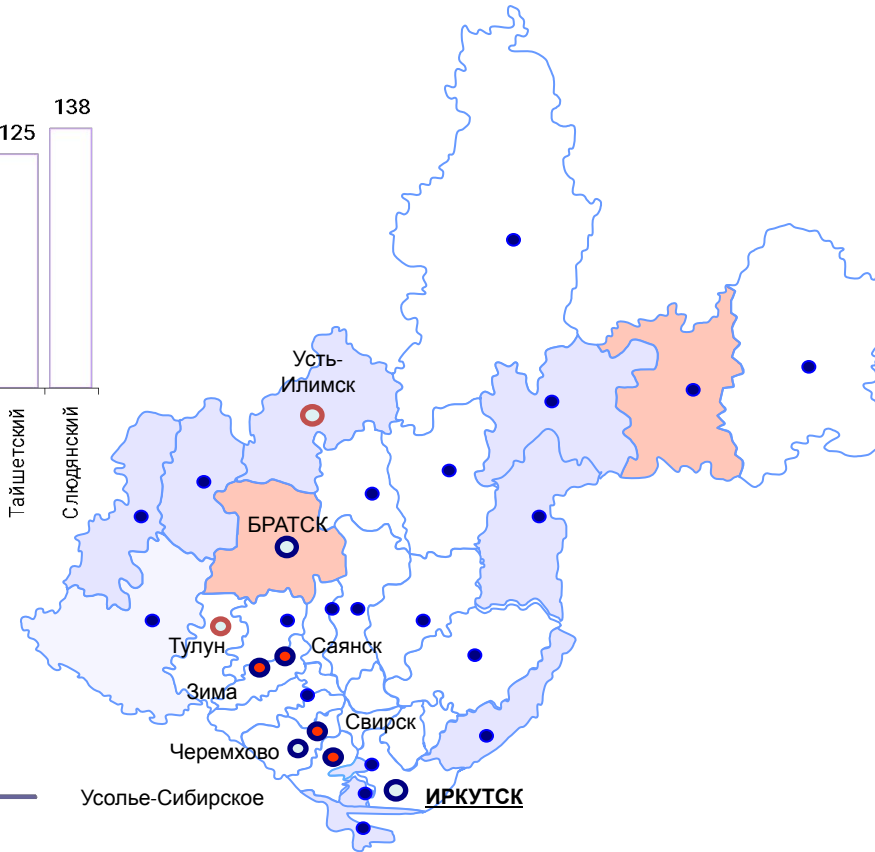 138
125
Тайшетский
Слюдянский
Усть-
Илимск
БРАТСК
Тулун
Саянск
Зима
Свирск
Черемхово
Усолье-Сибирское
ИРКУТСК